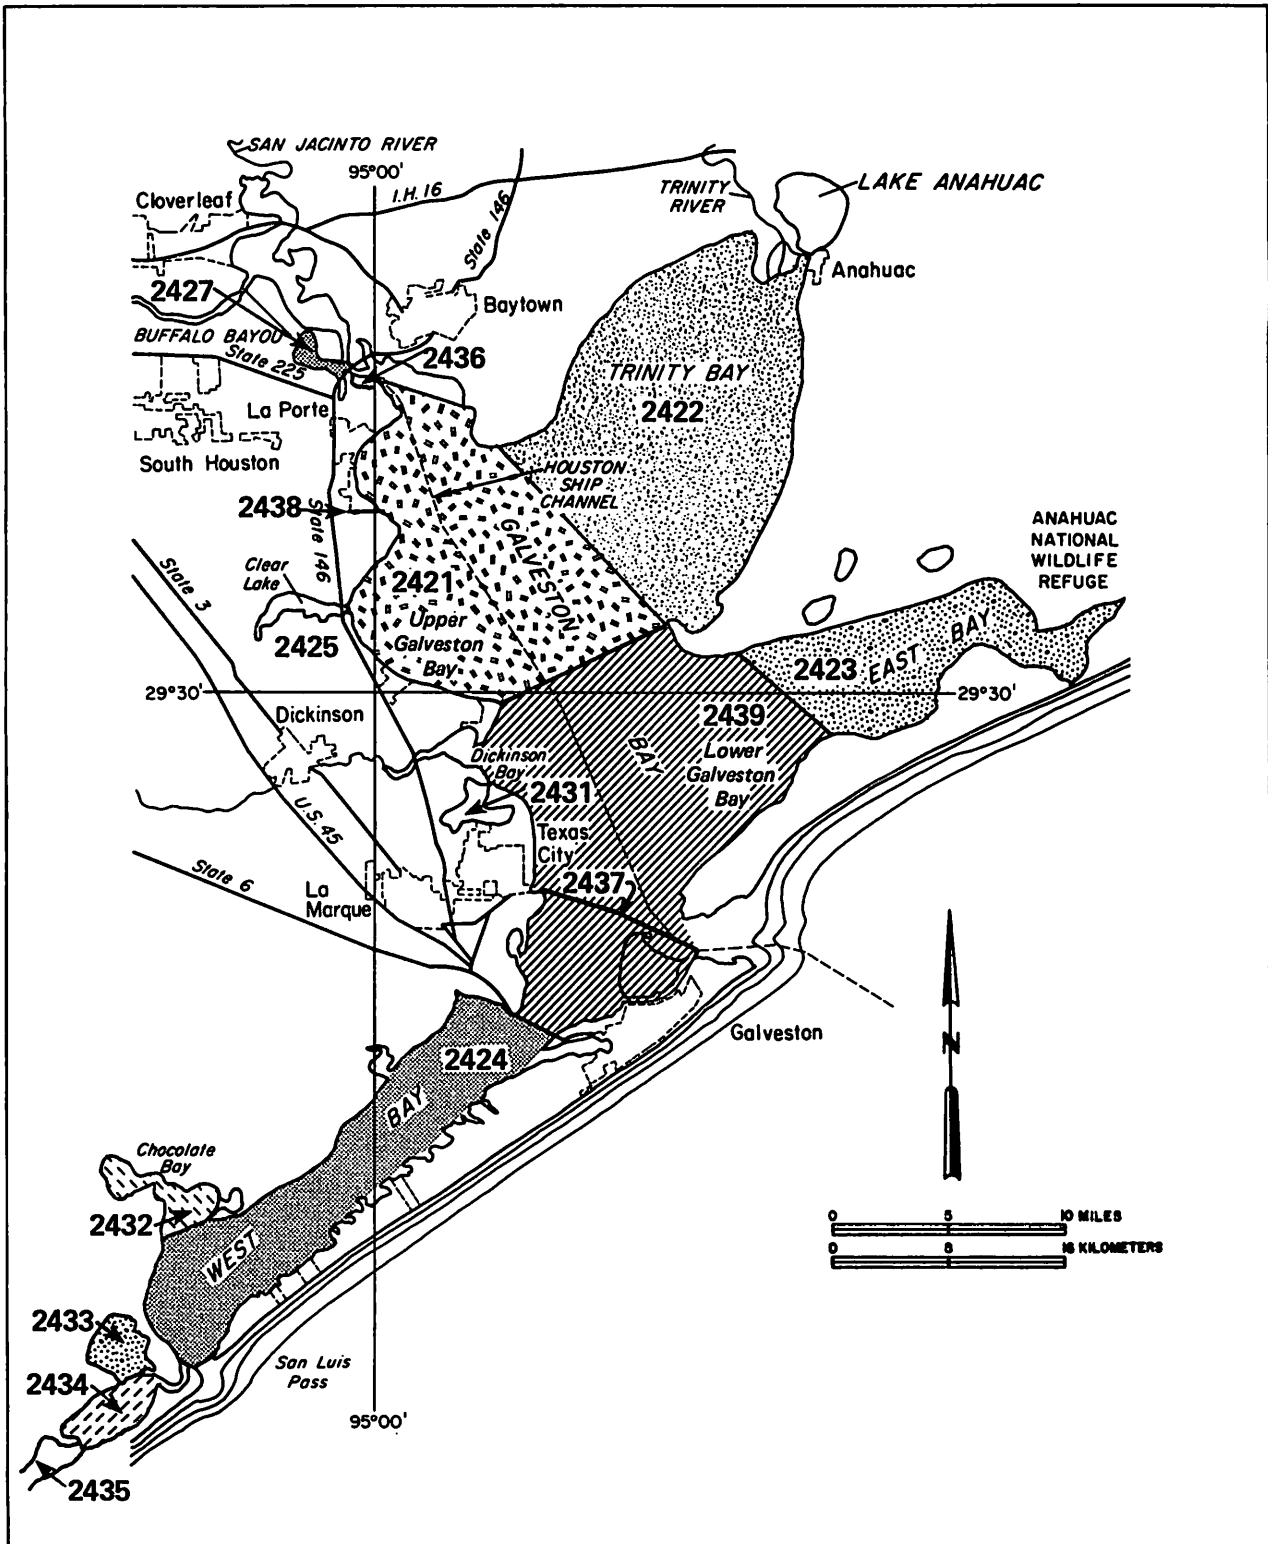 SAN JACINTO RIVER
95°00'
Cloverleaf
I.H. 16
State 146
TRINITY
RIVER
LAKE ANAHUAC
Anahuac
2427
Baytown
BUFFALO BAYOU
State 225
2436
TRINITY BAY
2422
La Porte
South Houston
HOUSTON
SHIP
CHANNEL
2438
State 146
GALVESTON
BAY
ANAHUAC
NATIONAL
WILDLIFE
REFUGE
State 3
Clear
Lake
2421
Upper
Galveston
Bay
2425
2423
EAST BAY
29°30'
29°30'
Dickinson
2439
Lower
Galveston
Bay
Dickinson
Bay
2431
U.S. 45
Texas
City
State 6
La
Marque
2437
Galveston
N
2424
WEST BAY
Chocolate
Bay
2432
0 5 10 MILES
0 8 16 KILOMETERS
2433
San Luis
Pass
2434
95°00'
2435